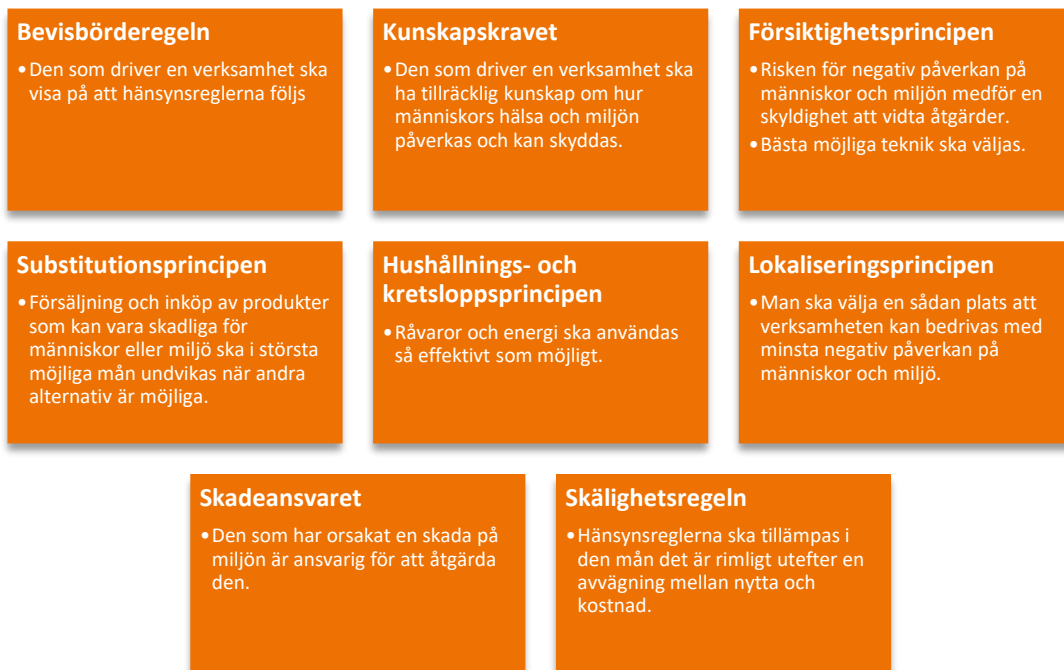 Bevisbörderegeln
•Den som driver en verksamhet ska
visa på att hänsynsreglerna följs
Kunskapskravet
•Den som driver en verksamhet ska
ha tillräcklig kunskap om hur
människors hälsa och miljön
påverkas och kan skyddas.
Försiktighetsprincipen
•Risken för negativ påverkan på
människor och miljön medför en
skyldighet att vidta åtgärder.
•Bästa möjliga teknik ska väljas.
Substitutionsprincipen
•Försäljning och inköp av produkter
som kan vara skadliga för
människor eller miljö ska i största
möjliga mån undvikas när andra
alternativ är möjliga.
Hushållnings- och
kretsloppsprincipen
•Råvaror och energi ska användas
så effektivt som möjligt.
Lokaliseringsprincipen
•Man ska välja en sådan plats att
verksamheten kan bedrivas med
minsta negativ påverkan på
människor och miljö.
Skadeansvaret
•Den som har orsakat en skada på
miljön är ansvarig för att åtgärda
den.
Skälighetsregeln
•Hänsynsreglerna ska tillämpas i
den mån det är rimligt utefter en
avvägning mellan nytta och
kostnad.